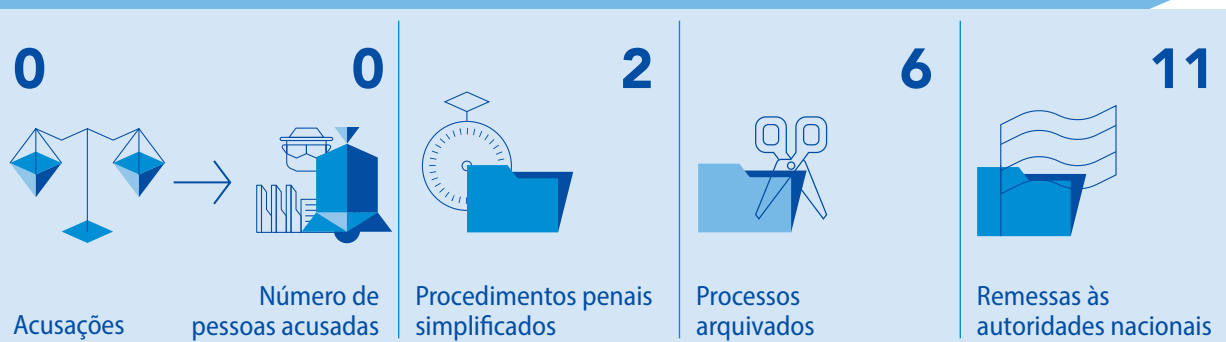 0
Acusações
0
Número de
pessoas acusadas
2
Procedimentos penais
simplificados
6
Processos
arquivados
11
Remessas às
autoridades nacionais